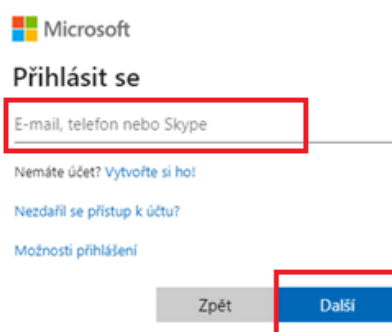 Microsoft
Přihlásit se
E-mail, telefon nebo Skype
Nemáte účet? Vytvořte si ho!
Nezdařil se přístup k účtu?
Možnosti přihlášení
Zpět Další